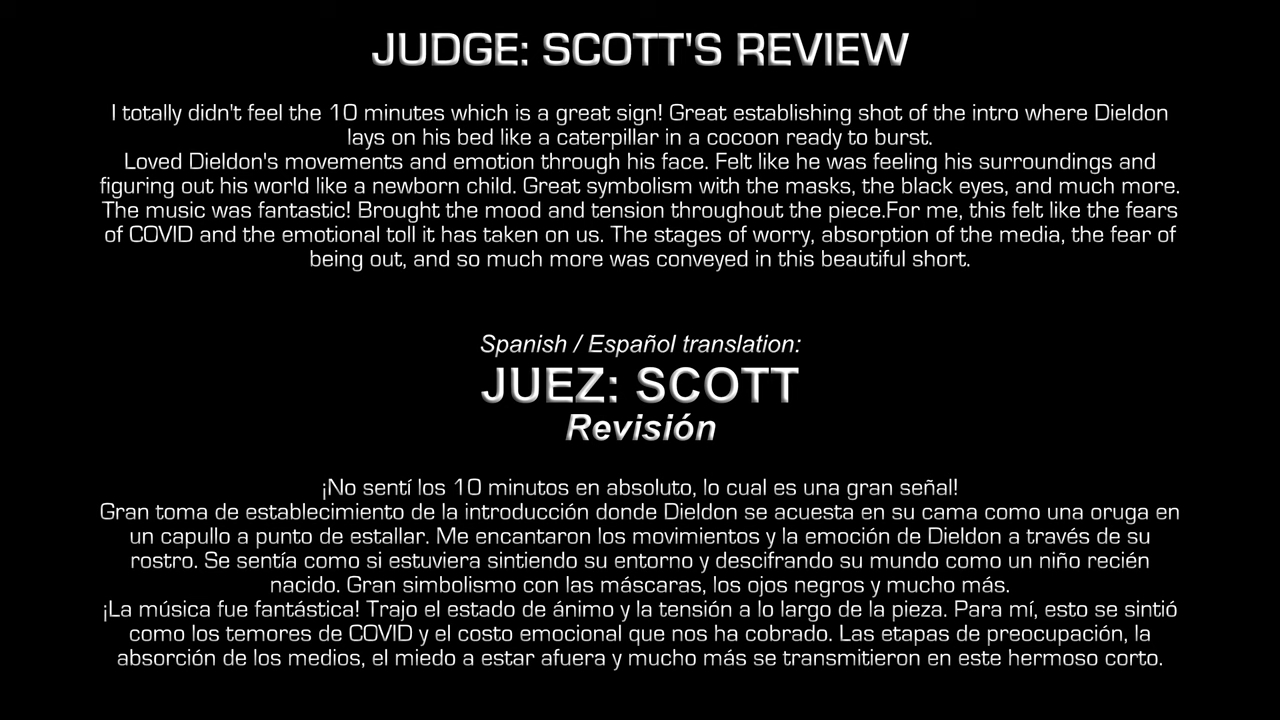 JUDGE: SCOTT'S REVIEW
I totally didn't feel the 10 minutes which is a great sign! Great establishing shot of the intro where Dieldon
lays on his bed like a caterpillar in a cocoon ready to burst.
Loved Dieldon's movements and emotion through his face. Felt like he was feeling his surroundings and
figuring out his world like a newborn child. Great symbolism with the masks, the black eyes, and much more.
The music was fantastic! Brought the mood and tension throughout the piece.For me, this felt like the fears
of COVID and the emotional toll it has taken on us. The stages of worry, absorption of the media, the fear of
being out, and so much more was conveyed in this beautiful short.
Spanish / Español translation:
JUEZ: SCOTT
Revisión
¡No sentí los 10 minutos en absoluto, lo cual es una gran señal!
Gran toma de establecimiento de la introducción donde Dieldon se acuesta en su cama como una oruga en
un capullo a punto de estallar. Me encantaron los movimientos y la emoción de Dieldon a través de su
rostro. Se sentía como si estuviera sintiendo su entorno y descifrando su mundo como un niño recién
nacido. Gran simbolismo con las máscaras, los ojos negros y mucho más.
¡La música fue fantástica! Trajo el estado de ánimo y la tensión a lo largo de la pieza. Para mí, esto se sintió
como los temores de COVID y el costo emocional que nos ha cobrado. Las etapas de preocupación, la
absorción de los medios, el miedo a estar afuera y mucho más se transmitieron en este hermoso corto.